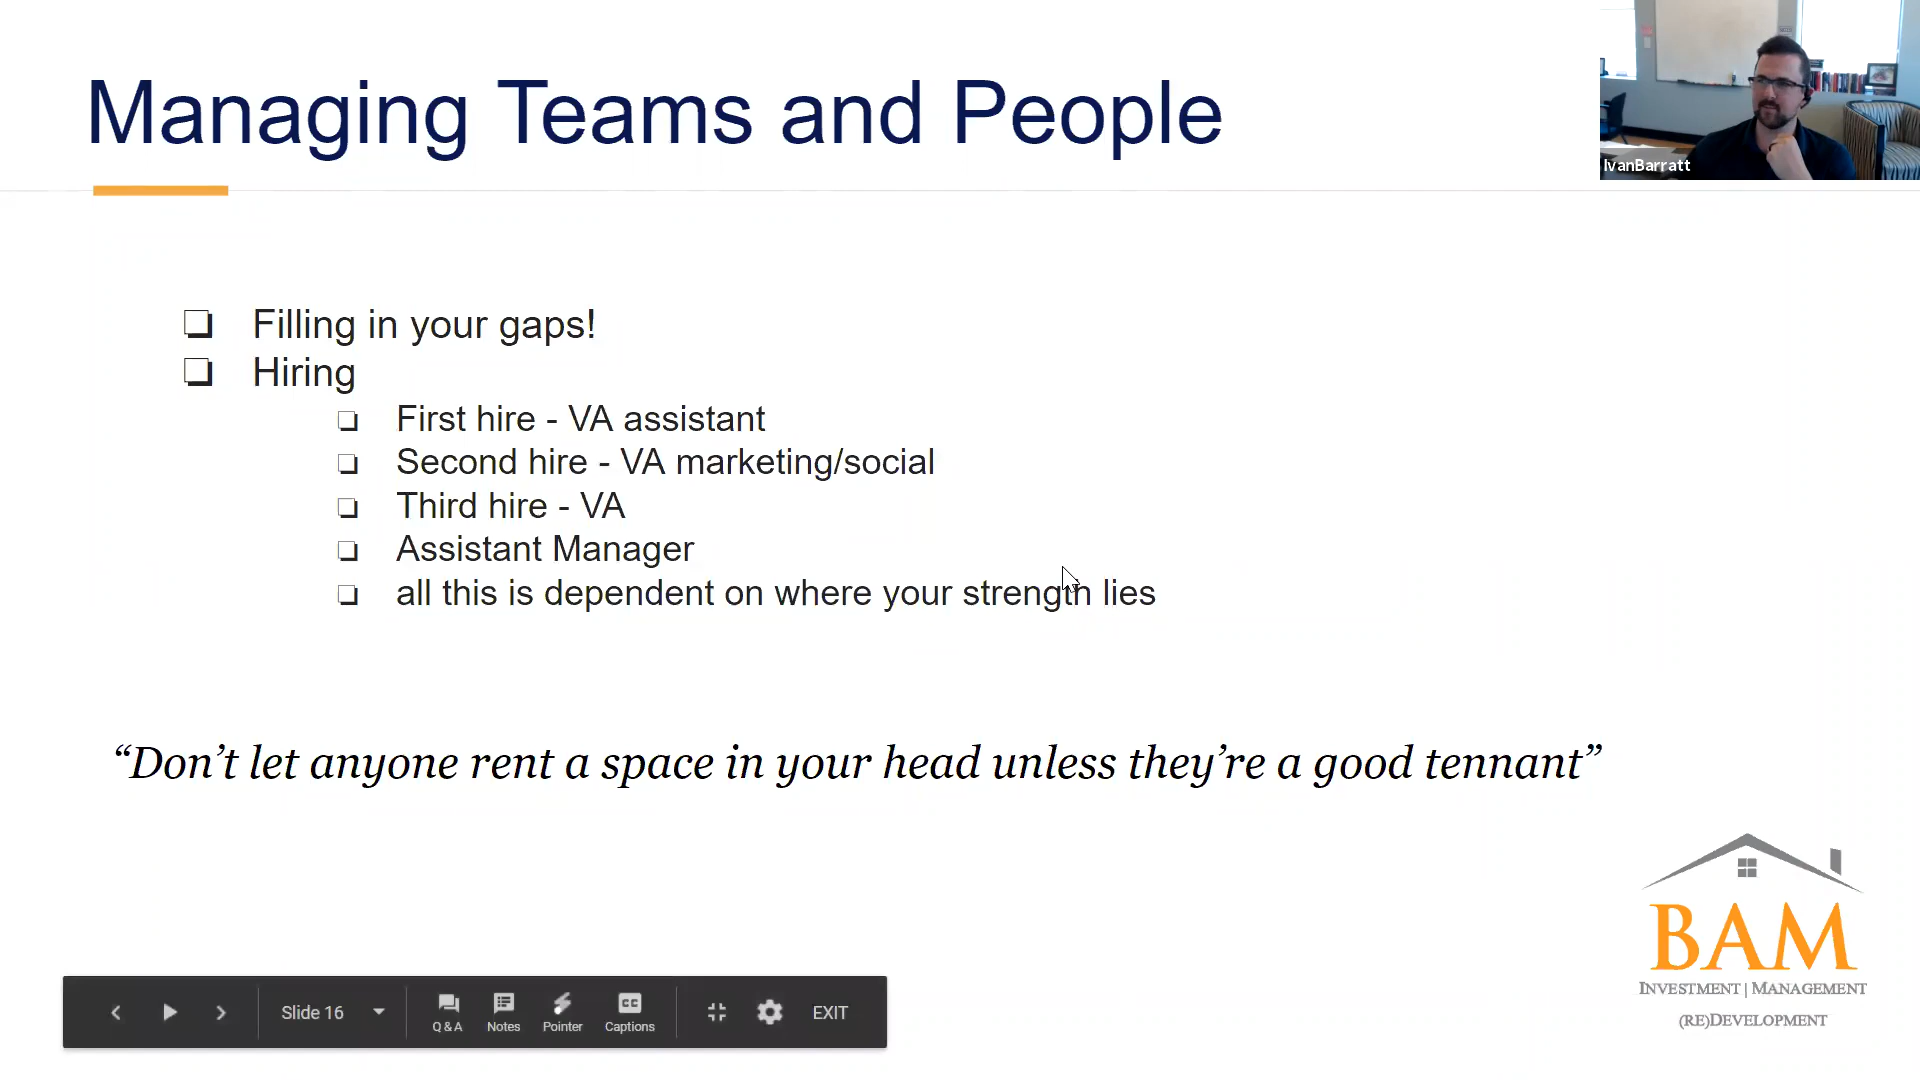 Managing Teams and People
IvanBarratt
❏ Filling in your gaps!
❏ Hiring
❏ First hire - VA assistant
❏ Second hire - VA marketing/social
❏ Third hire - VA
❏ Assistant Manager
❏ all this is dependent on where your strength lies
“Don’t let anyone rent a space in your head unless they’re a good tennant”
BAM
INVESTMENT | MANAGEMENT
(RE)DEVELOPMENT
Slide 16
Q & A
Notes
Pointer
CC
Captions
EXIT